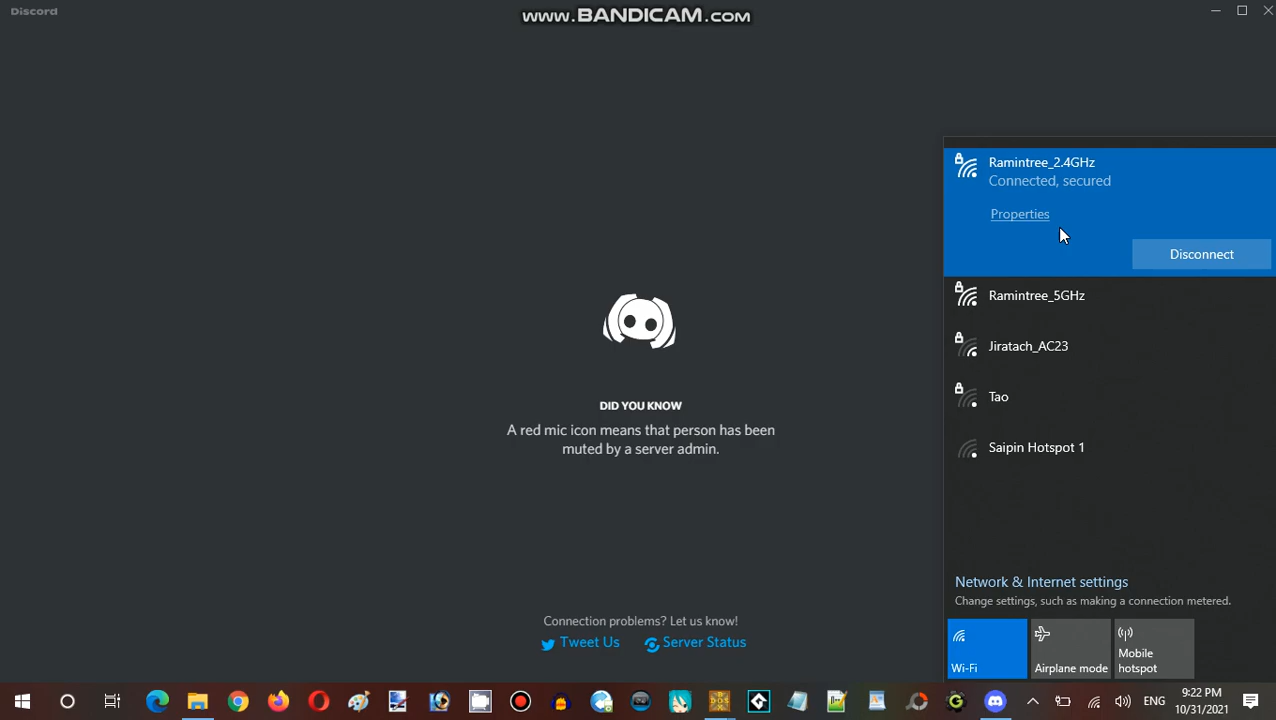 Discord
www.BANDICAM.com
Ramintree_2.4GHz
Connected, secured
Properties
Disconnect
Ramintree_5GHz
Jiratach_AC23
Tao
Saipin Hotspot 1
DID YOU KNOW
A red mic icon means that person has been
muted by a server admin.
Connection problems? Let us know!
Tweet Us
Server Status
Network & Internet settings
Change settings, such as making a connection metered.
Wi-Fi
Airplane mode
Mobile
hotspot
ENG
9:22 PM
10/31/2021